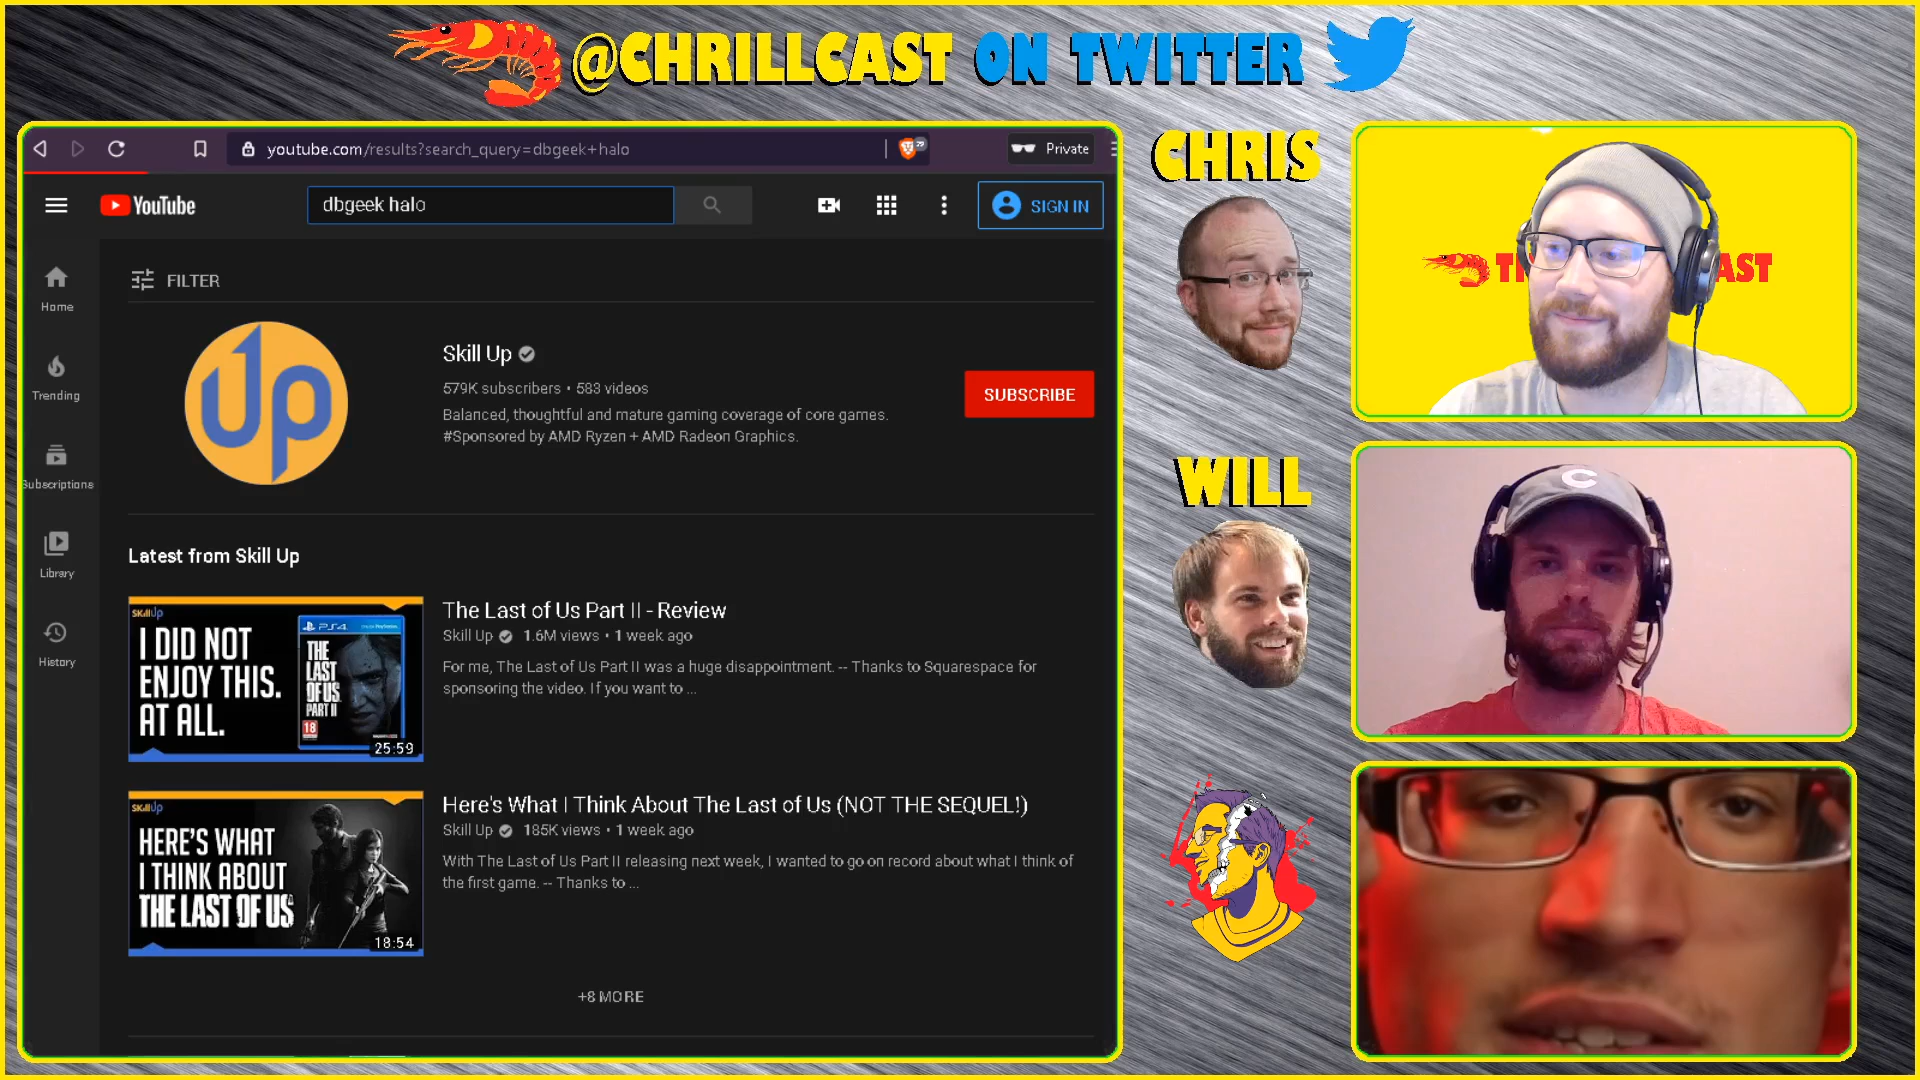 @CHRILLCAST ON TWITTER
youtube.com/results?search_query=dbgeek+halo
29
Private
YouTube
dbgeek halo
SIGN IN
Home
Trending
Subscriptions
Library
History
FILTER
Up
Skill Up
579K subscribers • 583 videos
Balanced, thoughtful and mature gaming coverage of core games.
#Sponsored by AMD Ryzen + AMD Radeon Graphics.
SUBSCRIBE
Latest from Skill Up
SkillUp
I DID NOT
ENJOY THIS.
AT ALL.
PS4
THE
LAST
OF US
PART II
18
25:59
The Last of Us Part II - Review
Skill Up 1.6M views • 1 week ago
For me, The Last of Us Part II was a huge disappointment. -- Thanks to Squarespace for
sponsoring the video. If you want to ...
SkillUp
HERE'S WHAT
I THINK ABOUT
THE LAST OF US
18:54
Here's What I Think About The Last of Us (NOT THE SEQUEL!)
Skill Up 185K views • 1 week ago
With The Last of Us Part II releasing next week, I wanted to go on record about what I think of
the first game. -- Thanks to ...
+8 MORE
CHRIS
WILL
C